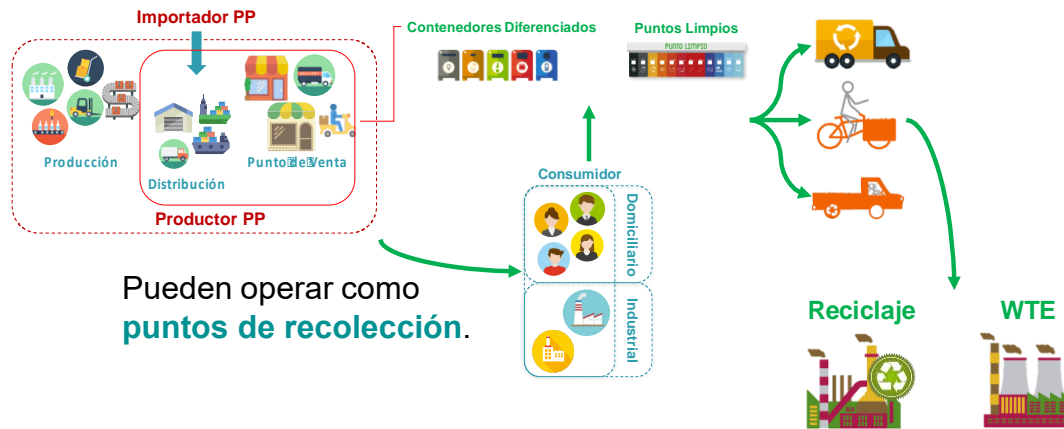 Importador PP
Contenedores Diferenciados
Puntos Limpios
PUNTO LIMPIO
Producción
Punto de Venta
Distribución
Productor PP
Consumidor
Domiciliario
Industrial
Pueden operar como
puntos de recolección.
Reciclaje
WTE